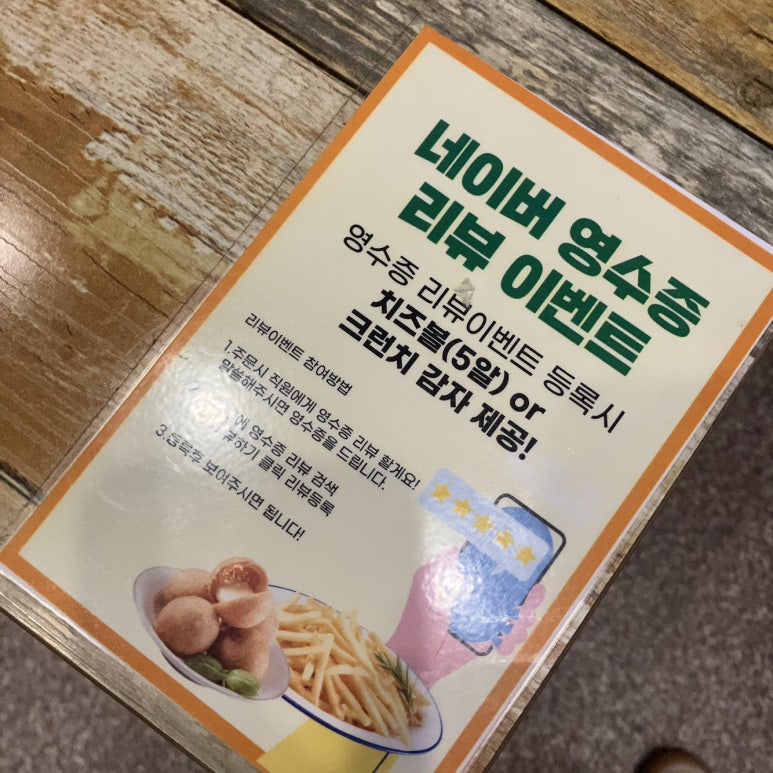 네이버 영수증
리뷰 이벤트
영수증 리뷰이벤트 등록시
치즈볼(5알) or
크런치 감자 제공!
리뷰이벤트 참여방법
1.주문시 직원에게 영수증 리뷰 할게요!
말씀해주시면 영수증을 드립니다.
에 영수증 리뷰 검색
하기 클릭 리뷰등록
3.등록후 보여주시면 됩니다!